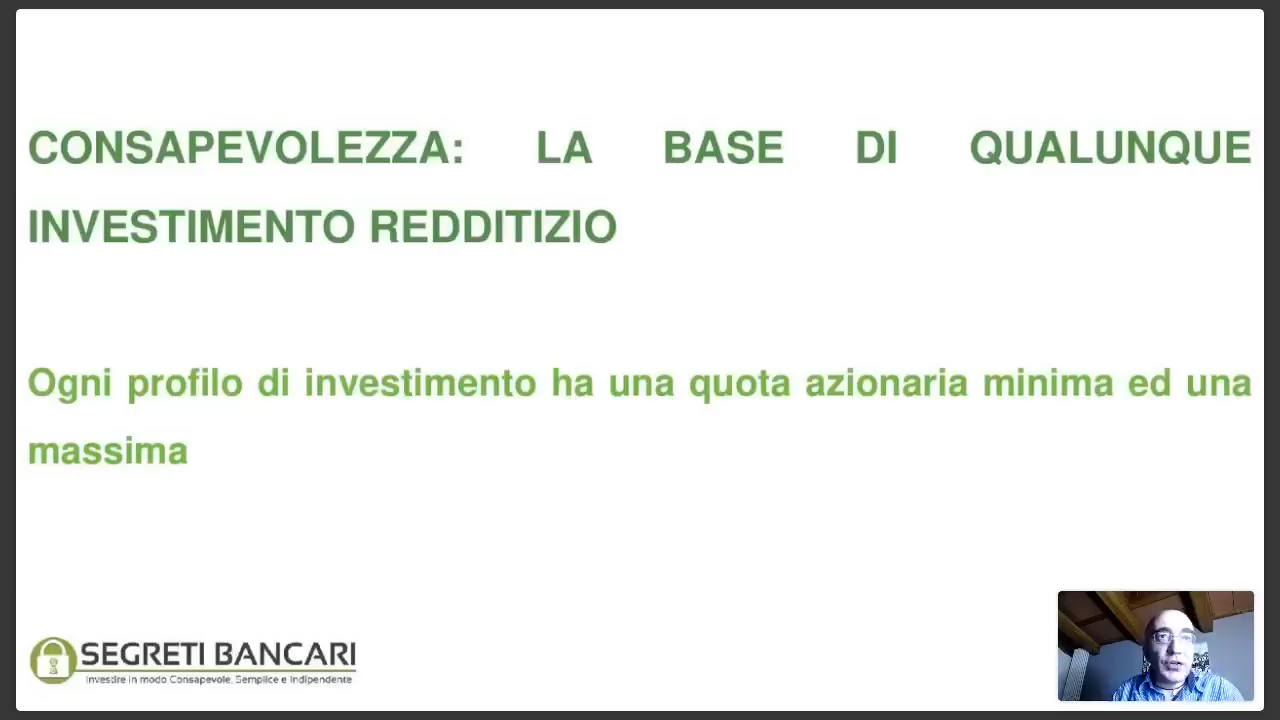 CONSAPEVOLEZZA: LA BASE DI QUALUNQUE
INVESTIMENTO REDDITIZIO
Ogni profilo di investimento ha una quota azionaria minima ed una
massima
SEGRETI BANCARI
Investire in modo Consapevole, Semplice e Indipendente